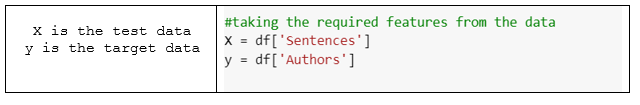 X is the test data
y is the target data
#taking the required features from the data
X = df['Sentences']
y = df['Authors']